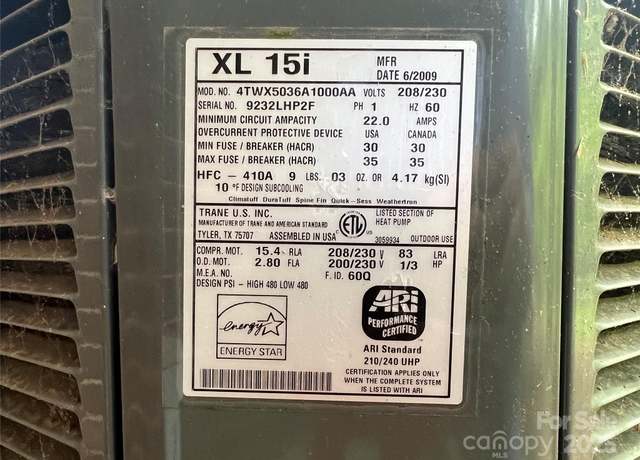 XL 15i
MFR
DATE 6/2009
MOD. NO. 4TWX5036A1000AA VOLTS 208/230
SERIAL NO. 9232LHP2F PH 1 HZ 60
MINIMUM CIRCUIT AMPACITY 22.0 AMPS
OVERCURRENT PROTECTIVE DEVICE USA CANADA
MIN FUSE / BREAKER (HACR) 30 30
MAX FUSE / BREAKER (HACR) 35 35
HFC - 410A 9 LBS. 03 OZ. OR 4.17 kg(SI)
10 °F DESIGN SUBCOOLING
Climatuff DuraTuff Spine Fin Quick-Sess Weathertron
TRANE U.S. INC.
MANUFACTURER OF TRANE AND AMERICAN STANDARD
TYLER, TX 75707 ASSEMBLED IN USA
C ETL US
LISTED SECTION OF
HEAT PUMP
3059934 OUTDOOR USE
COMPR. MOT. 15.4 RLA 208/230 V 83 LRA
O.D. MOT. 2.80 FLA 200/230 V 1/3 HP
M.E.A. NO. F. ID. 60Q
DESIGN PSI - HIGH 480 LOW 480
energy
ENERGY STAR
ARi
PERFORMANCE
CERTIFIED
ARI Standard
210/240 UHP
CERTIFICATION APPLIES ONLY
WHEN THE COMPLETE SYSTEM
IS LISTED WITH ARI
For Sale
canopy
MLS